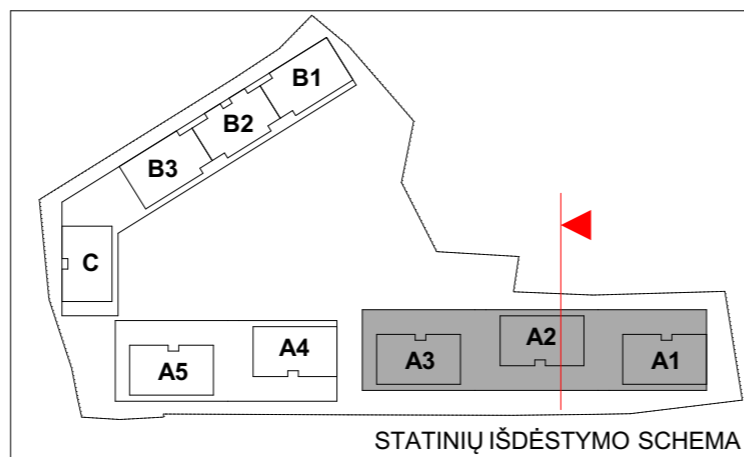 B1
B2
B3
C
A2
A4
A3
A1
A5
STATINIŲ IŠDĖSTYMO SCHEMA